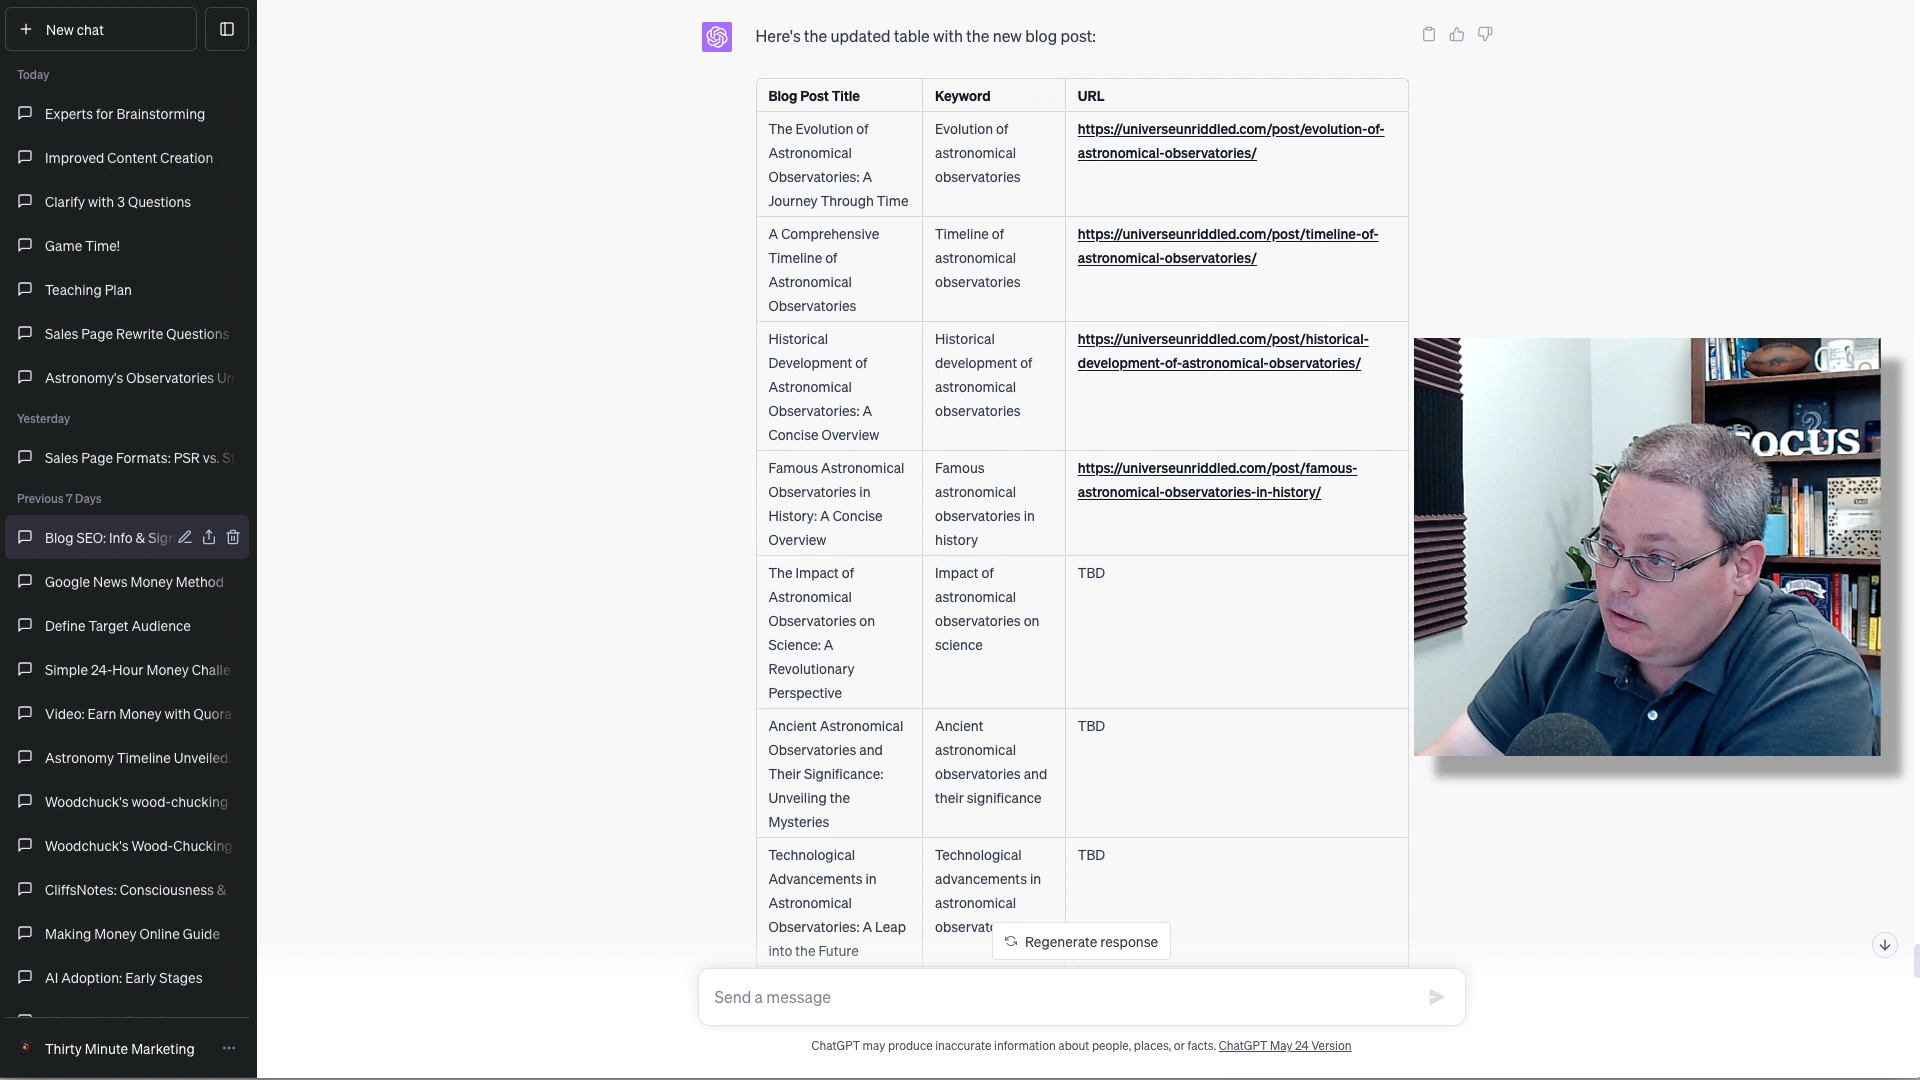 New chat
Today
Experts for Brainstorming
Improved Content Creation
Clarify with 3 Questions
Game Time!
Teaching Plan
Sales Page Rewrite Questions
Astronomy's Observatories Un
Yesterday
Sales Page Formats: PSR vs. St
Previous 7 Days
Blog SEO: Info & Sign
Google News Money Method
Define Target Audience
Simple 24-Hour Money Challe
Video: Earn Money with Quora
Astronomy Timeline Unveiled.
Woodchuck's wood-chucking
Woodchuck's Wood-Chucking
CliffsNotes: Consciousness &
Making Money Online Guide
AI Adoption: Early Stages
Thirty Minute Marketing
Here's the updated table with the new blog post:
Blog Post Title
Keyword
URL
The Evolution of
Astronomical
Observatories: A
Journey Through Time
Evolution of
astronomical
observatories
https://universeunriddled.com/post/evolution-of-
astronomical-observatories/
A Comprehensive
Timeline of
Astronomical
Observatories
Timeline of
astronomical
observatories
https://universeunriddled.com/post/timeline-of-
astronomical-observatories/
Historical
Development of
Astronomical
Observatories: A
Concise Overview
Historical
development of
astronomical
observatories
https://universeunriddled.com/post/historical-
development-of-astronomical-observatories/
Famous Astronomical
Observatories in
History: A Concise
Overview
Famous
astronomical
observatories in
history
https://universeunriddled.com/post/famous-
astronomical-observatories-in-history/
The Impact of
Astronomical
Observatories on
Science: A
Revolutionary
Perspective
Impact of
astronomical
observatories on
science
TBD
Ancient Astronomical
Observatories and
Their Significance:
Unveiling the
Mysteries
Ancient
astronomical
observatories and
their significance
TBD
Technological
Advancements in
Astronomical
Observatories: A Leap
into the Future
Technological
advancements in
astronomical
observato
TBD
Regenerate response
Send a message
ChatGPT may produce inaccurate information about people, places, or facts. ChatGPT May 24 Version
FOCUS